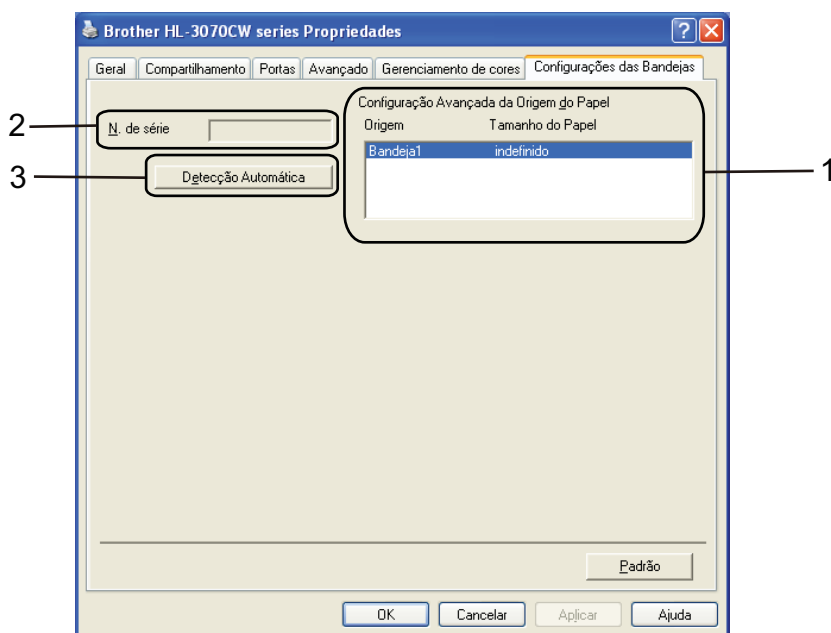 Brother HL-3070CW series Propriedades
Geral Compartilhamento Portas Avançado Gerenciamento de cores Configurações das Bandejas
Configuração Avançada da Origem do Papel
2 N. de série Origem Tamanho do Papel
Bandeja1 indefinido 1
3 Detecção Automática
Padrão
OK Cancelar Aplicar Ajuda